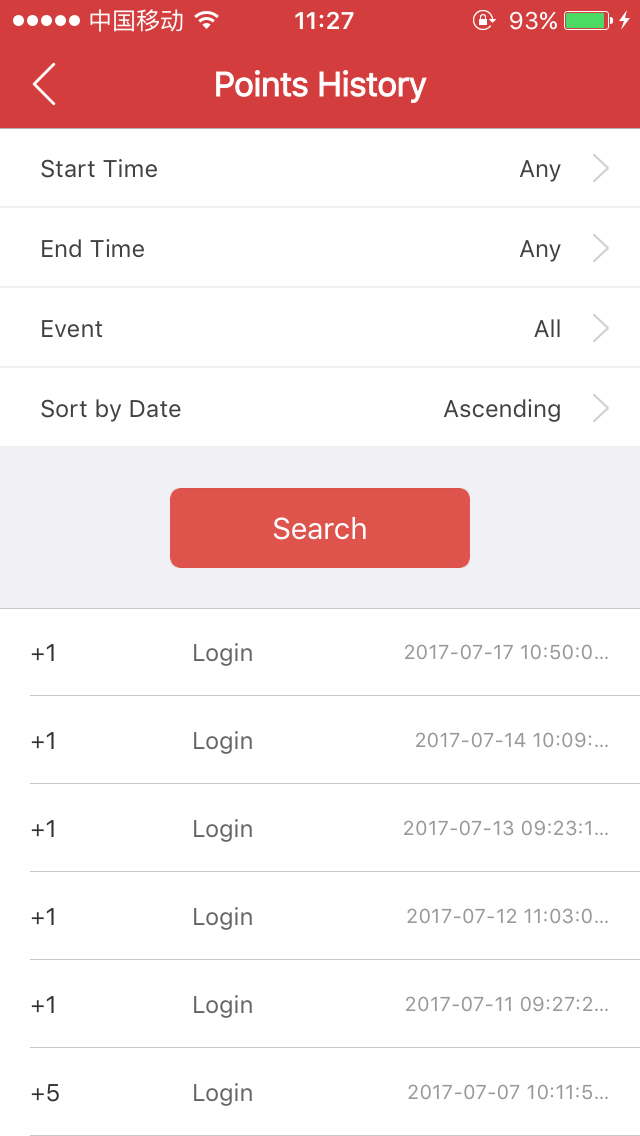 中国移动 11:27 93%
Points History
Start Time Any
End Time Any
Event All
Sort by Date Ascending
Search
+1 Login 2017-07-17 10:50:0...
+1 Login 2017-07-14 10:09:...
+1 Login 2017-07-13 09:23:1...
+1 Login 2017-07-12 11:03:0...
+1 Login 2017-07-11 09:27:2...
+5 Login 2017-07-07 10:11:5...